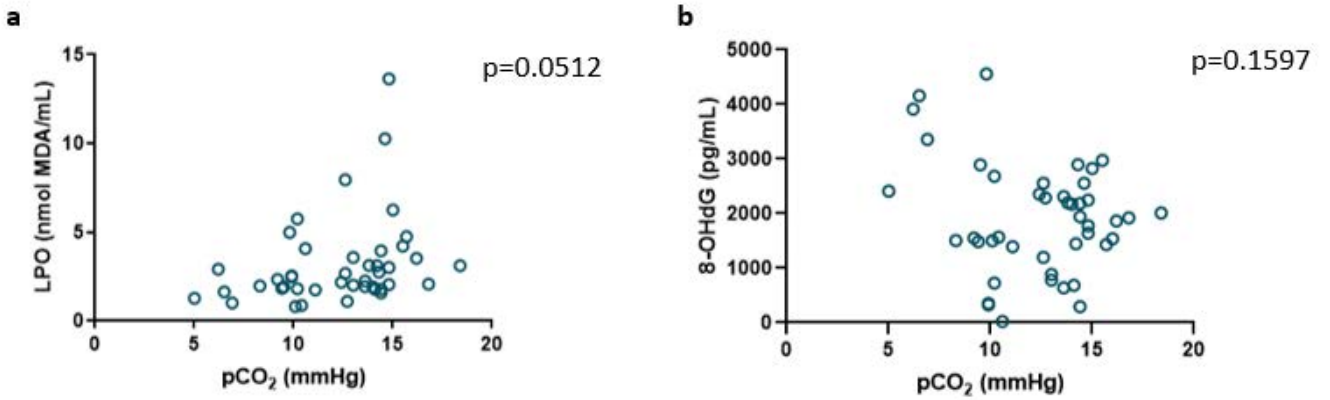 a
p=0.0512
LPO (nmol MDA/mL)
15
10
5
0
0 5 10 15 20
pCO₂ (mmHg)
b
p=0.1597
8-OHdG (pg/mL)
5000
4000
3000
2000
1000
0
0 5 10 15 20
pCO₂ (mmHg)